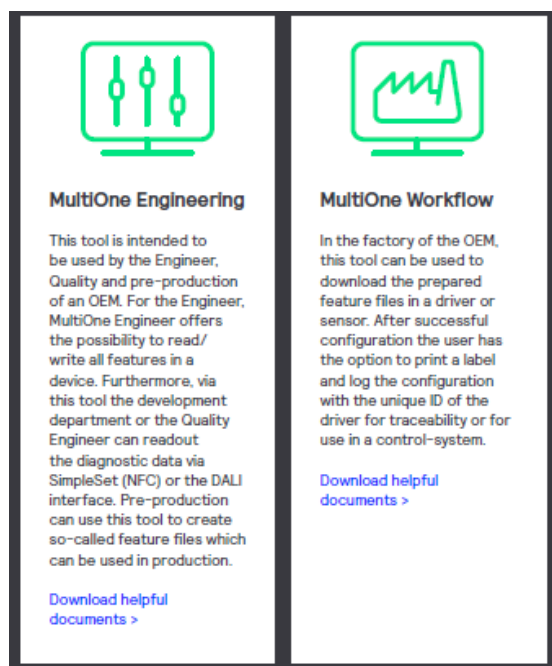 MultiOne Engineering
This tool is intended to
be used by the Engineer,
Quality and pre-production
of an OEM. For the Engineer,
MultiOne Engineer offers
the possibility to read/
write all features in a
device. Furthermore, via
this tool the development
department or the Quality
Engineer can readout
the diagnostic data via
SimpleSet (NFC) or the DALI
interface. Pre-production
can use this tool to create
so-called feature files which
can be used in production.
Download helpful
documents >
MultiOne Workflow
In the factory of the OEM,
this tool can be used to
download the prepared
feature files in a driver or
sensor. After successful
configuration the user has
the option to print a label
and log the configuration
with the unique ID of the
driver for traceability or for
use in a control-system.
Download helpful
documents >